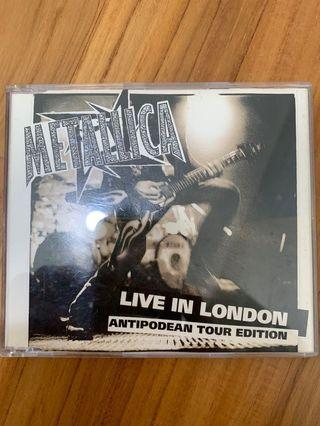 METALLICA
LIVE IN LONDON
ANTIPODEAN TOUR EDITION